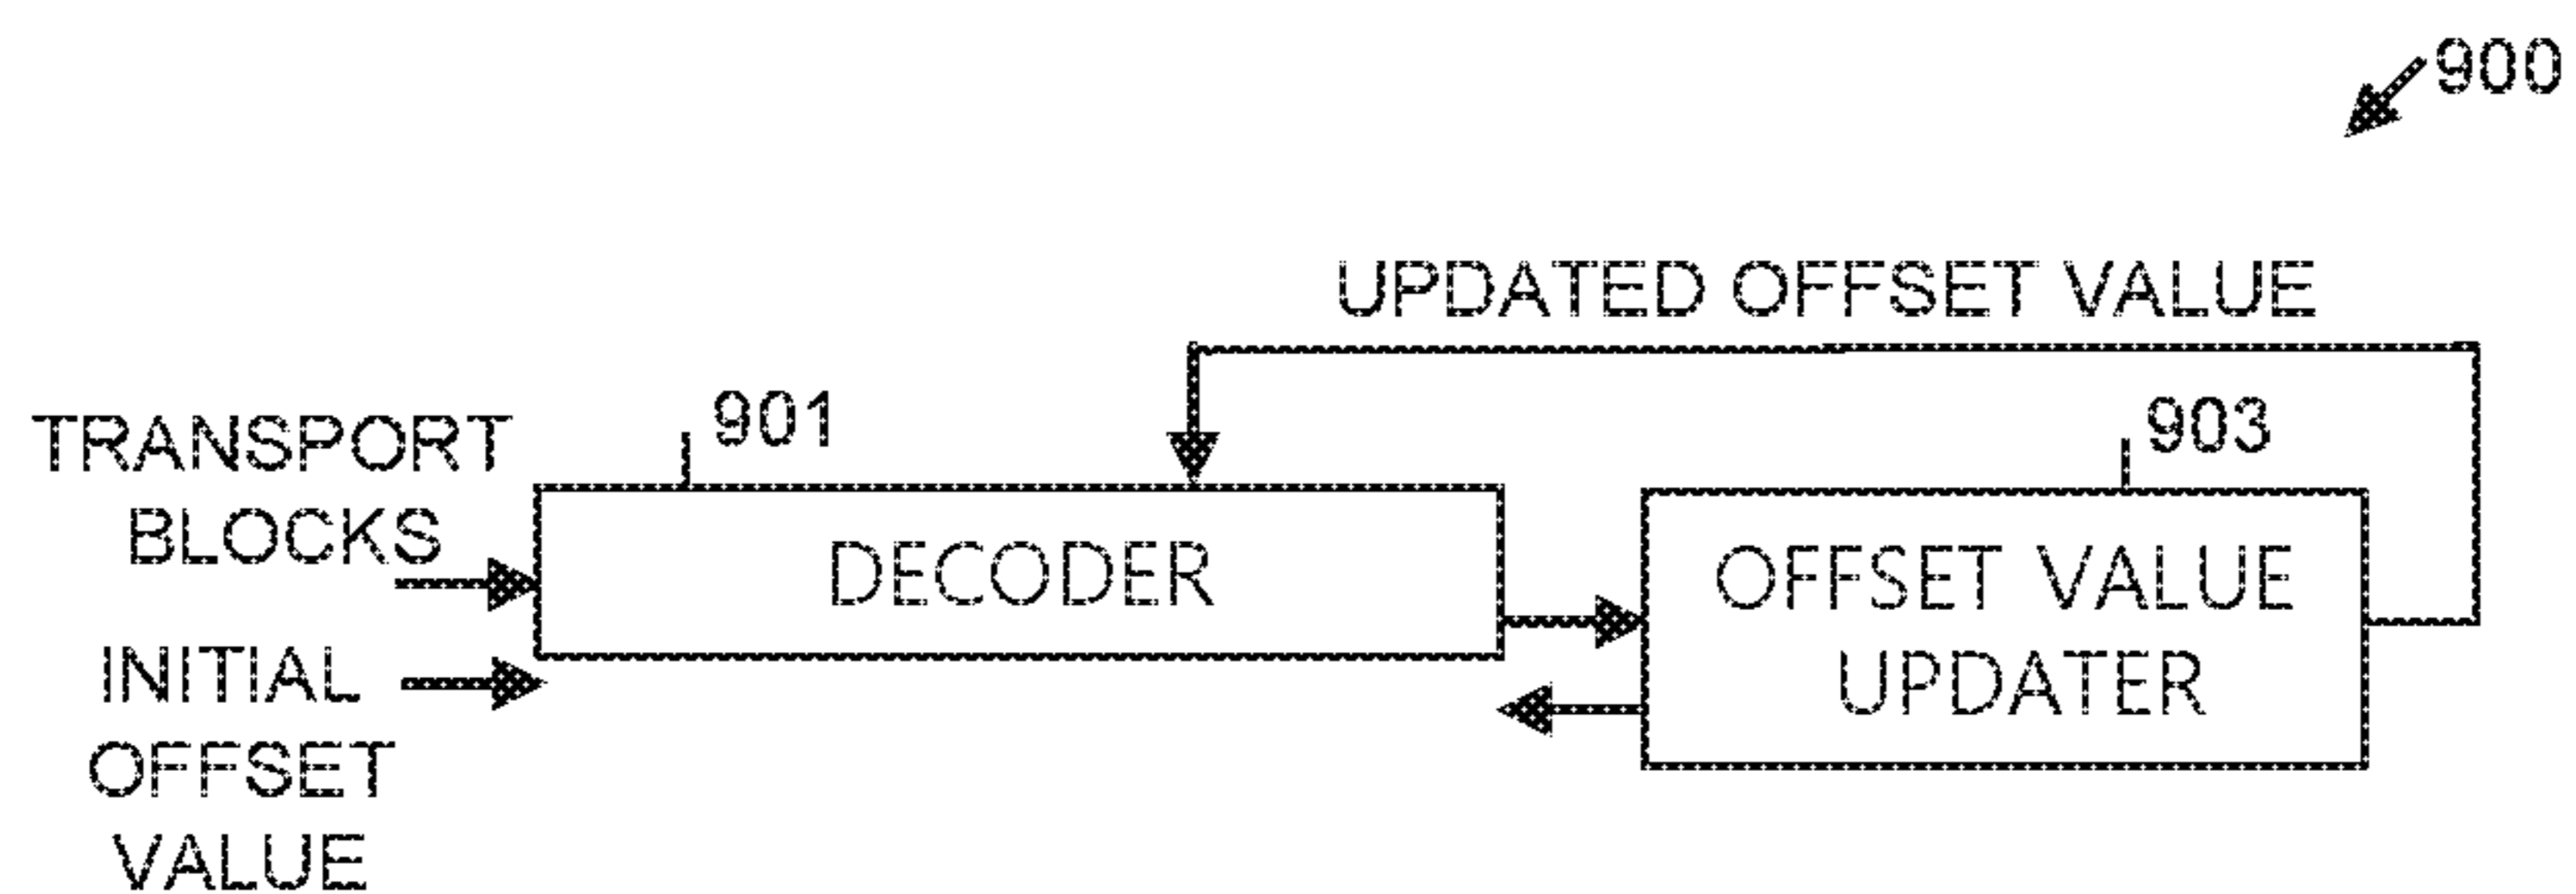 900
UPDATED OFFSET VALUE
TRANSPORT
BLOCKS
901
903
DECODER
OFFSET VALUE
UPDATER
INITIAL
OFFSET
VALUE